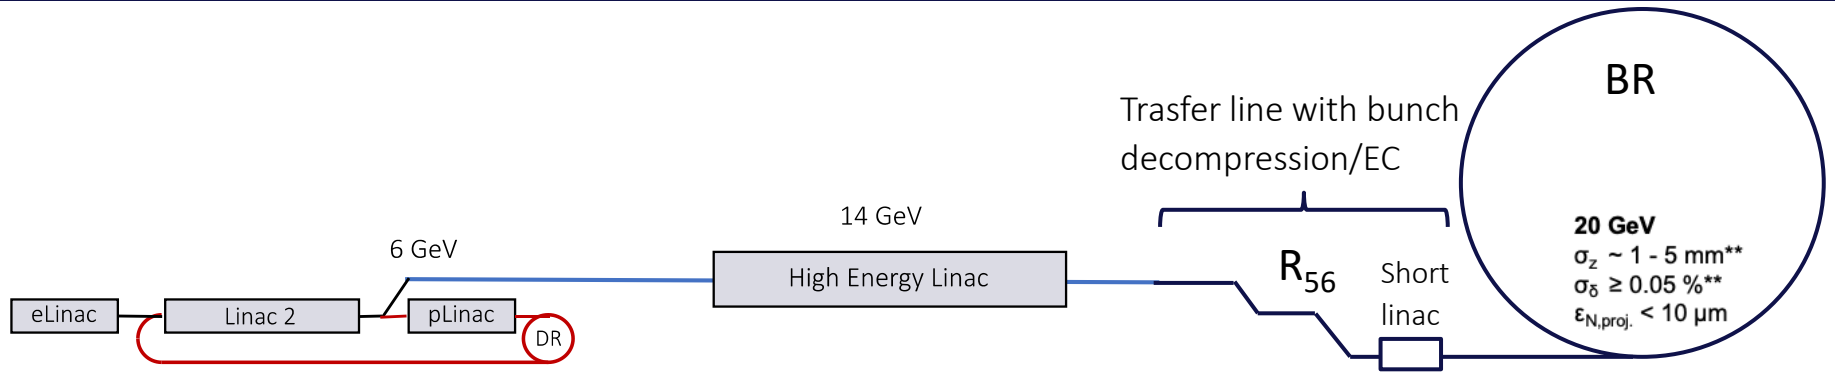 BR
Trasfer line with bunch
decompression/EC
14 GeV
6 GeV
20 GeV
σz ~ 1 - 5 mm**
σδ ≥ 0.05 %**
εN,proj. < 10 μm
High Energy Linac
R56
Short
linac
eLinac
Linac 2
pLinac
DR